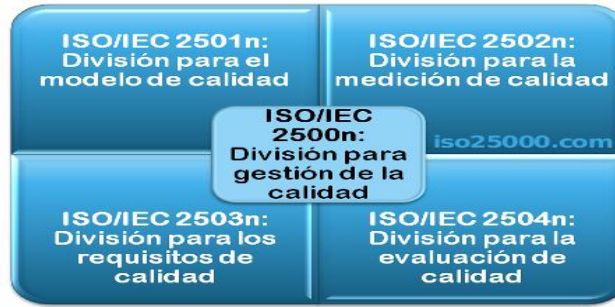 ISO/IEC 2501n:
División para el
modelo de calidad
ISO/IEC 2502n:
División para la
medición de calidad
ISO/IEC
2500n:
División para
gestión de la
calidad
iso25000.com
ISO/IEC 2503n:
División para los
requisitos de
calidad
ISO/IEC 2504n:
División para la
evaluación de
calidad